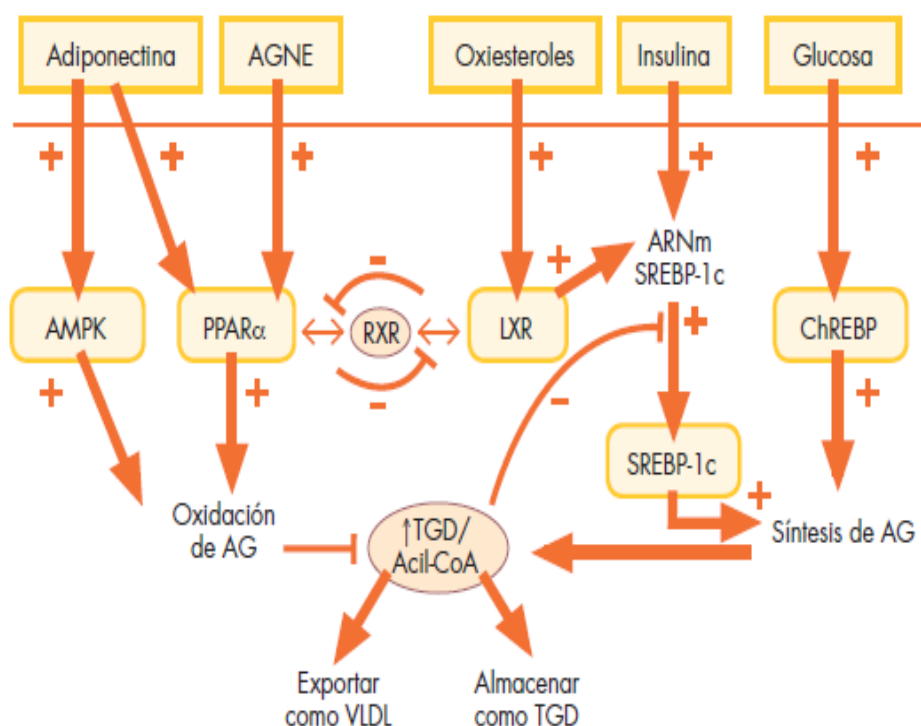 Adiponectina
AGNE
Oxiesteroles
Insulina
Glucosa
+
+
+
+
+
+
ARNm
SREBP-1c
-
+
AMPK
PPARα
RXR
LXR
ChREBP
+
+
-
-
+
+
SREBP-1c
+
Oxidación
de AG
↑TGD/
Acil-CoA
Síntesis de AG
Exportar
como VLDL
Almacenar
como TGD